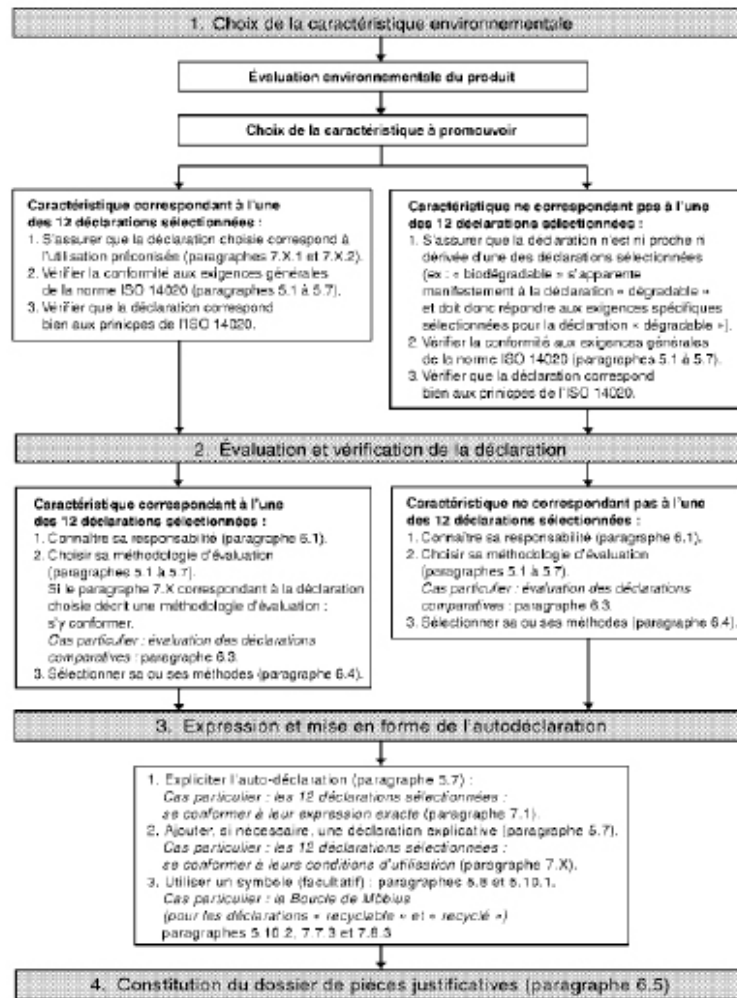 1. Choix de la caractéristique environnementale
Évaluation environnementale du produit
Choix de la caractéristique à promouvoir
Caractéristique correspondant à l'une
des 12 déclarations sélectionnées :
1. S'assurer que la déclaration choisie correspond à
l'utilisation préconisée (paragraphes 7.X.1 et 7.X.2).
2. Vérifier la conformité aux exigences générales
de la norme ISO 14020 (paragraphes 5.1 à 5.7).
3. Vérifier que la déclaration correspond
bien aux prinicpes de l'ISO 14020.
Caractéristique ne correspondant pas à l'une
des 12 déclarations sélectionnées :
1. S'assurer que la déclaration n'est ni proche ni
dérivée d'une des déclarations sélectionnées
(ex : « biodégradable » s'apparente
manifestement à la déclaration « dégradable »
et doit donc répondre aux exigences spécifiques
sélectionnées pour la déclaration « dégradable »).
2. Vérifier la conformité aux exigences générales
de la norme ISO 14020 (paragraphes 5.1 à 5.7).
3. Vérifier que la déclaration correspond
bien aux prinicpes de l'ISO 14020.
2. Évaluation et vérification de la déclaration
Caractéristique correspondant à l'une
des 12 déclarations sélectionnées :
1. Connaître sa responsabilité (paragraphe 6.1).
2. Choisir sa méthodologie d'évaluation
(paragraphes 5.1 à 5.7).
Si le paragraphe 7.X correspondant à la déclaration
choisie décrit une méthodologie d'évaluation :
s'y conformer.
Cas particulier : évaluation des déclarations
comparatives : paragraphe 6.3.
3. Sélectionner sa ou ses méthodes (paragraphe 6.4).
Caractéristique ne correspondant pas à l'une
des 12 déclarations sélectionnées :
1. Connaître sa responsabilité (paragraphe 6.1).
2. Choisir sa méthodologie d'évaluation
(paragraphes 5.1 à 5.7).
Cas particulier : évaluation des déclarations
comparatives : paragraphe 6.3.
3. Sélectionner sa ou ses méthodes (paragraphe 6.4).
3. Expression et mise en forme de l'autodéclaration
1. Expliciter l'auto-déclaration (paragraphe 5.7) :
Cas particulier : les 12 déclarations sélectionnées :
se conformer à leur expression exacte (paragraphe 7.1).
2. Ajouter, si nécessaire, une déclaration explicative (paragraphe 5.7).
Cas particulier : les 12 déclarations sélectionnées :
se conformer à leurs conditions d'utilisation (paragraphe 7.X).
3. Utiliser un symbole (facultatif) : paragraphes 5.8 et 5.10.1.
Cas particulier : la Boucle de Möbius
(pour les déclarations « recyclable » et « recyclé »)
paragraphes 5.10.2, 7.7.3 et 7.8.3
4. Constitution du dossier de pièces justificatives (paragraphe 6.5)